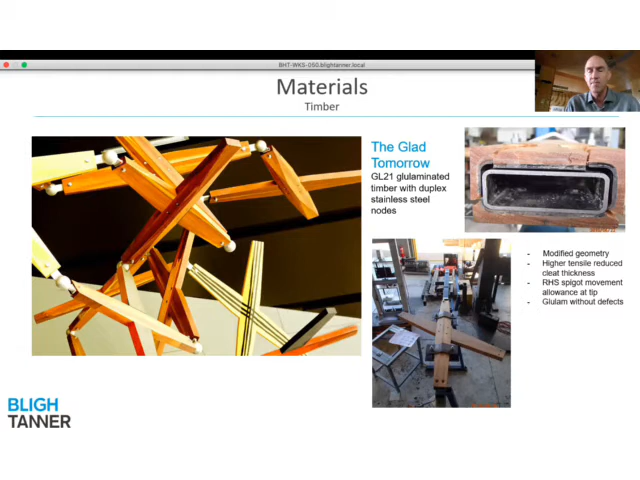 BHT-WKS-050.blightanner.local
Materials
Timber
The Glad
Tomorrow
GL21 glulaminated
timber with duplex
stainless steel
nodes
- Modified geometry
- Higher tensile reduced
cleat thickness
- RHS spigot movement
allowance at tip
- Glulam without defects
BLIGH
TANNER